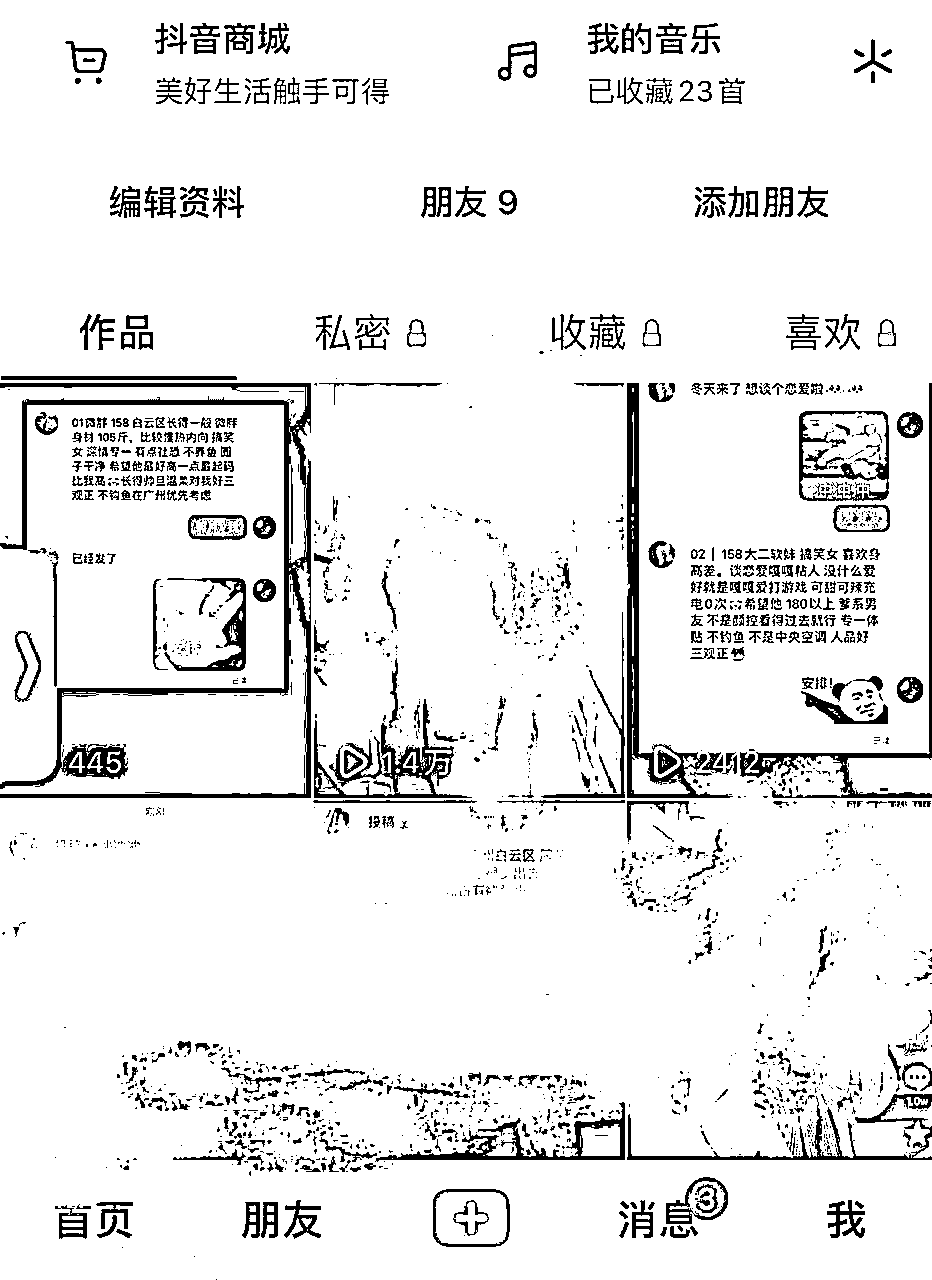 抖音商城
美好生活触手可得
我的音乐
已收藏23首
编辑资料
朋友 9
添加朋友
作品
私密
收藏
喜欢
01微胖 158 白云区长得一般 微胖
身材 105斤，比较慢热内向 搞笑
女 深情专一 有点社恐 不养鱼 圈
子干净 希望他最好高一点最起码
比我高
长得帅且温柔对我好三
观正 不钓鱼在广州优先考虑
已经发了
445
1.4万
冬天来了 想谈个恋爱啦
冲冲冲
02 | 158大二软妹 搞笑女 喜欢身
高差。谈恋爱嘎嘎粘人 没什么爱
好就是嘎嘎爱打游戏 可甜可辣充
电0次
希望他 180以上 爹系男
友 不是颜控看得过去就行 专一体
贴 不钓鱼 不是中央空调 人品好
三观正
安排!
2412
投稿
白云区
首页
朋友
消息
3
我